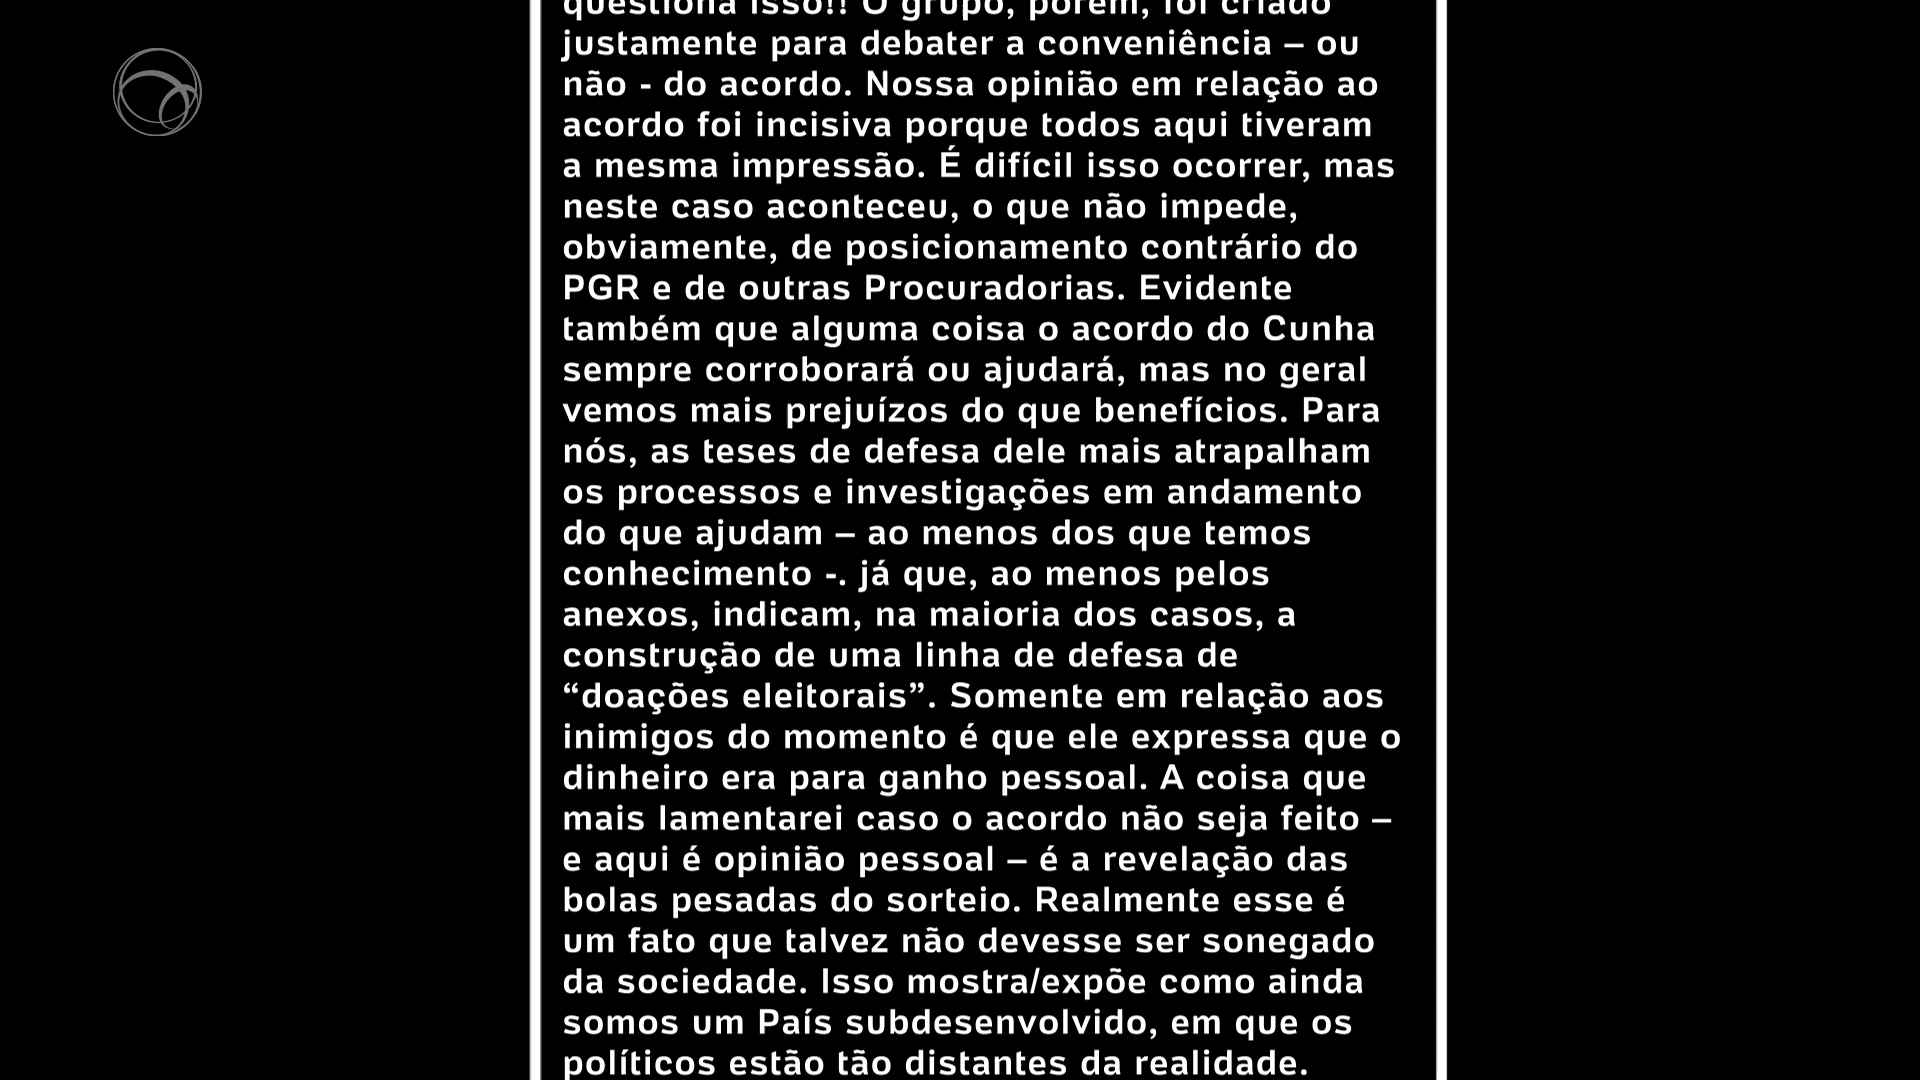 questiona isso!! O grupo, porém, foi criado
justamente para debater a conveniência – ou
não - do acordo. Nossa opinião em relação ao
acordo foi incisiva porque todos aqui tiveram
a mesma impressão. É difícil isso ocorrer, mas
neste caso aconteceu, o que não impede,
obviamente, de posicionamento contrário do
PGR e de outras Procuradorias. Evidente
também que alguma coisa o acordo do Cunha
sempre corroborará ou ajudará, mas no geral
vemos mais prejuízos do que benefícios. Para
nós, as teses de defesa dele mais atrapalham
os processos e investigações em andamento
do que ajudam – ao menos dos que temos
conhecimento -. já que, ao menos pelos
anexos, indicam, na maioria dos casos, a
construção de uma linha de defesa de
“doações eleitorais”. Somente em relação aos
inimigos do momento é que ele expressa que o
dinheiro era para ganho pessoal. A coisa que
mais lamentarei caso o acordo não seja feito –
e aqui é opinião pessoal – é a revelação das
bolas pesadas do sorteio. Realmente esse é
um fato que talvez não devesse ser sonegado
da sociedade. Isso mostra/expõe como ainda
somos um País subdesenvolvido, em que os
políticos estão tão distantes da realidade.